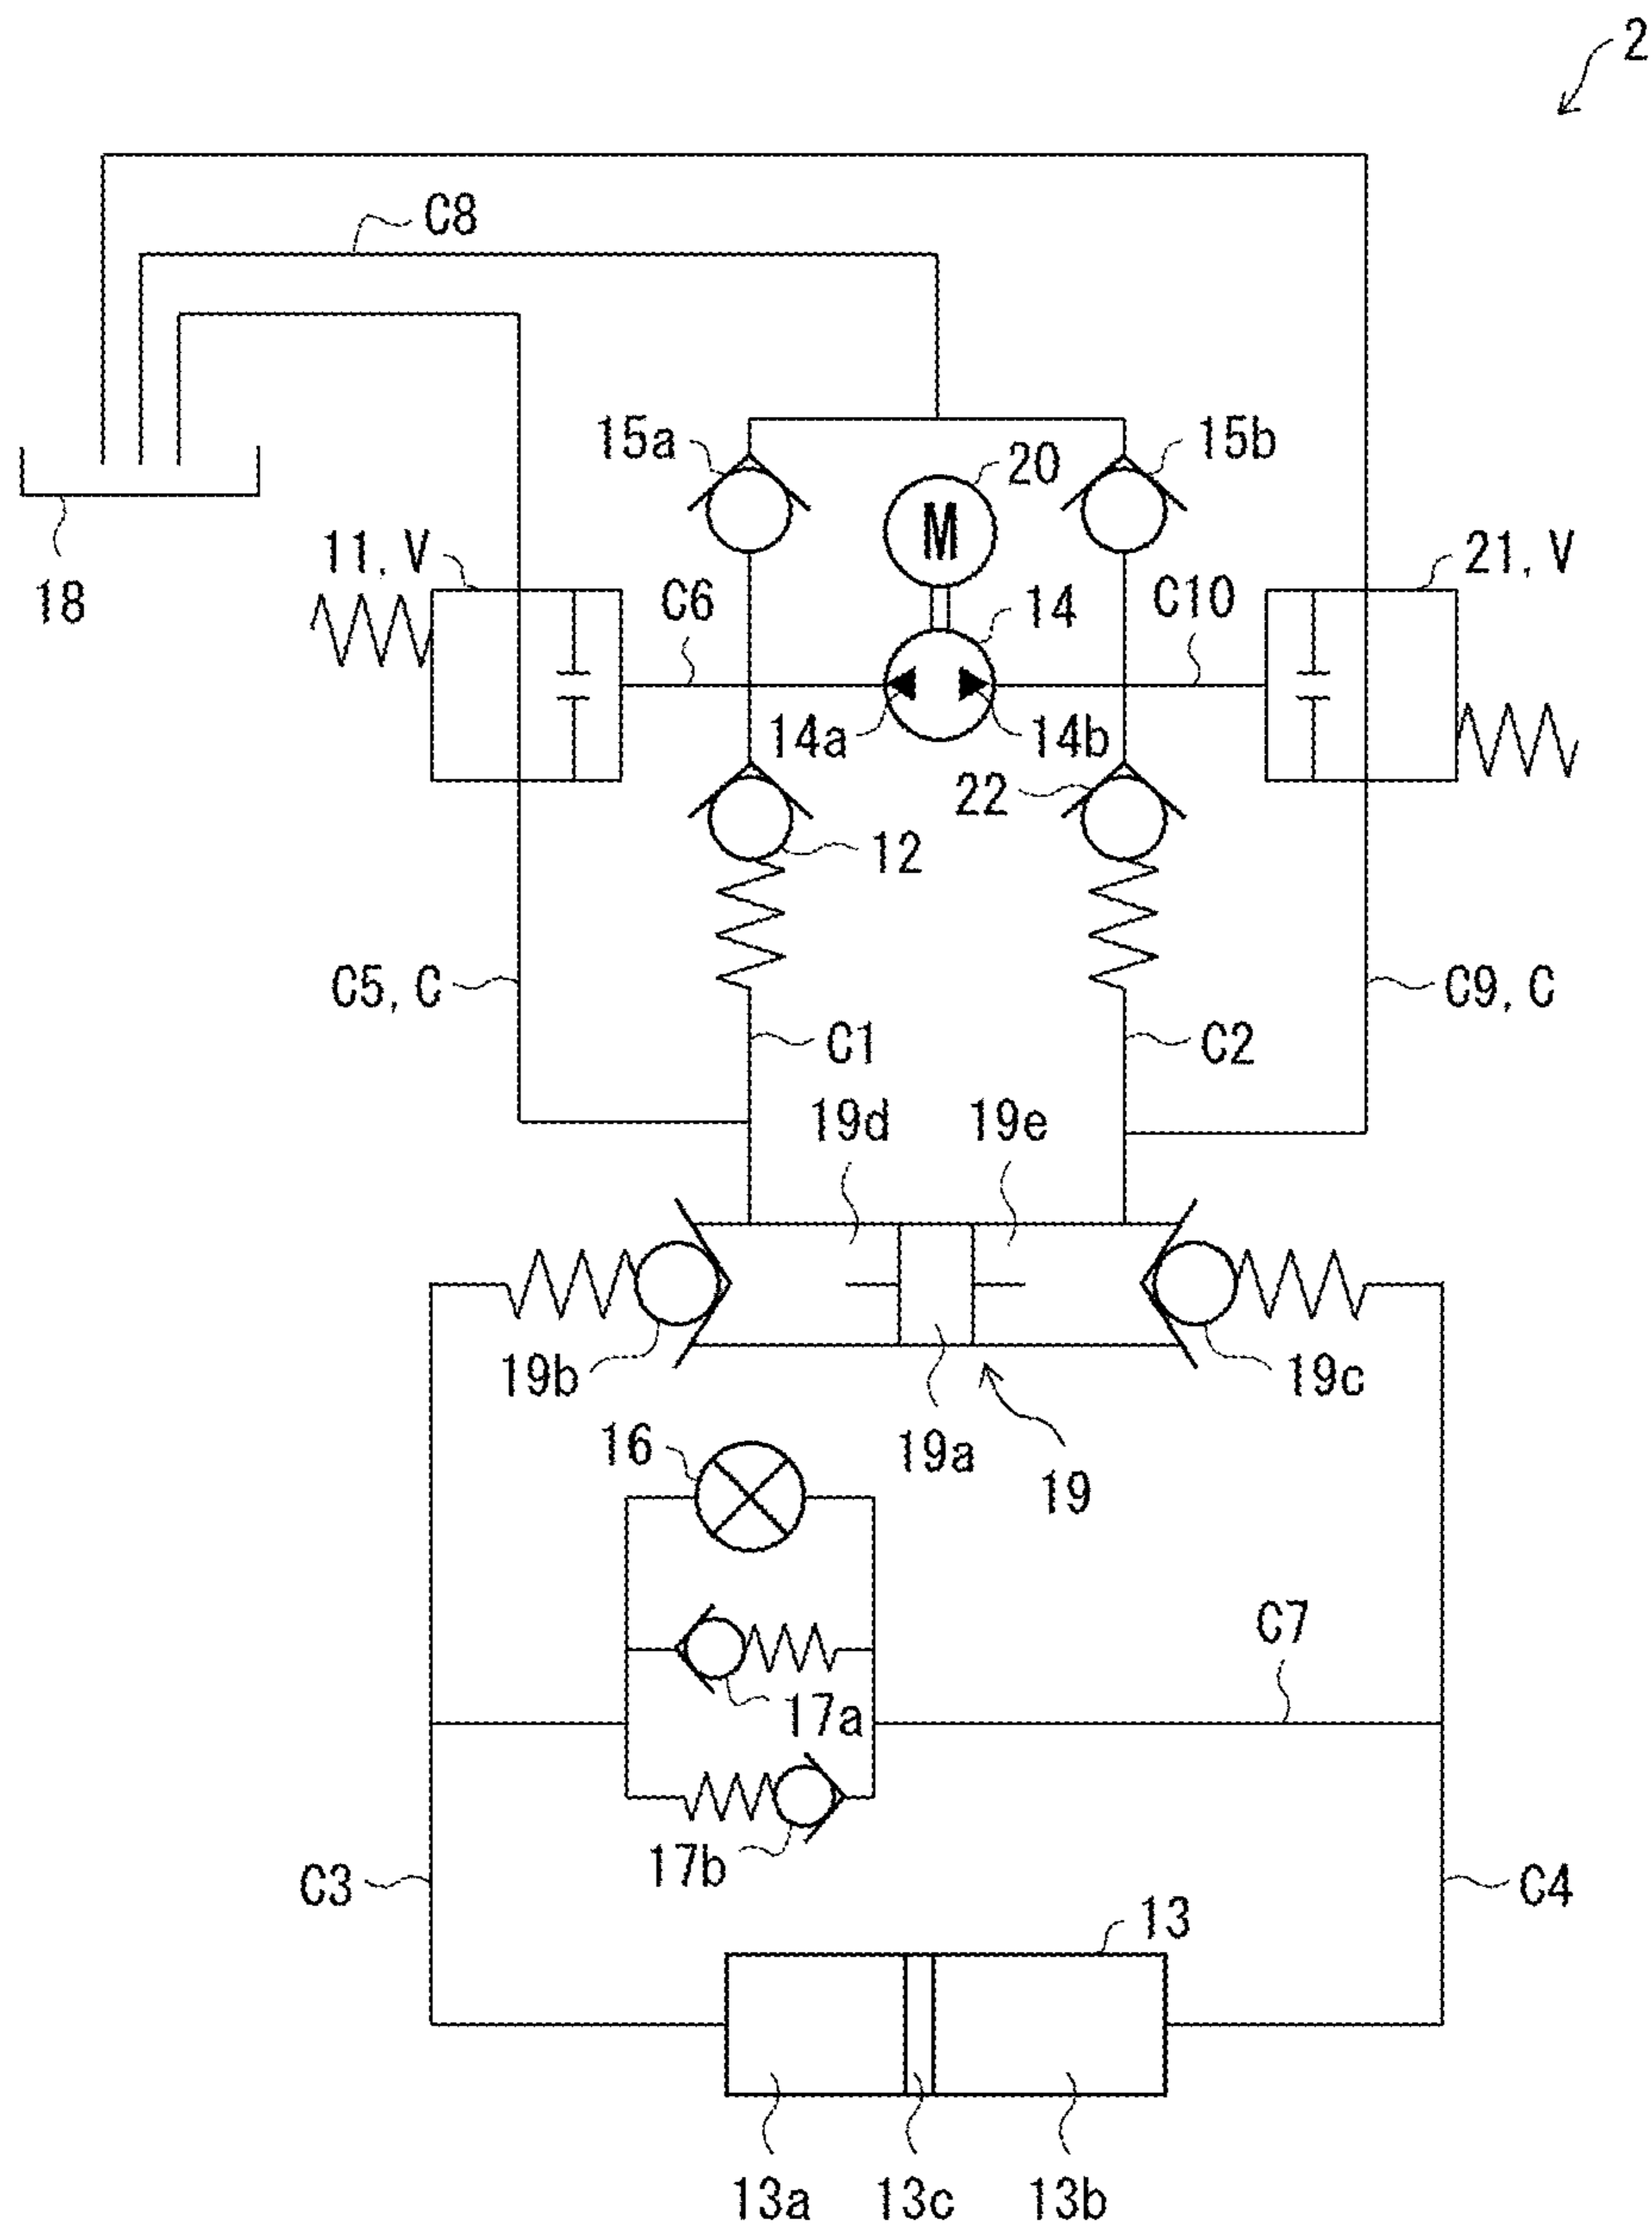 2
C8
15a
20
15b
18
11, V
C6
14
C10
21, V
M
14a
14b
22
12
C5, C
C1
C2
C9, C
19d
19e
19b
19c
16
19a
19
C7
17a
17b
C3
C4
13
13a
13c
13b